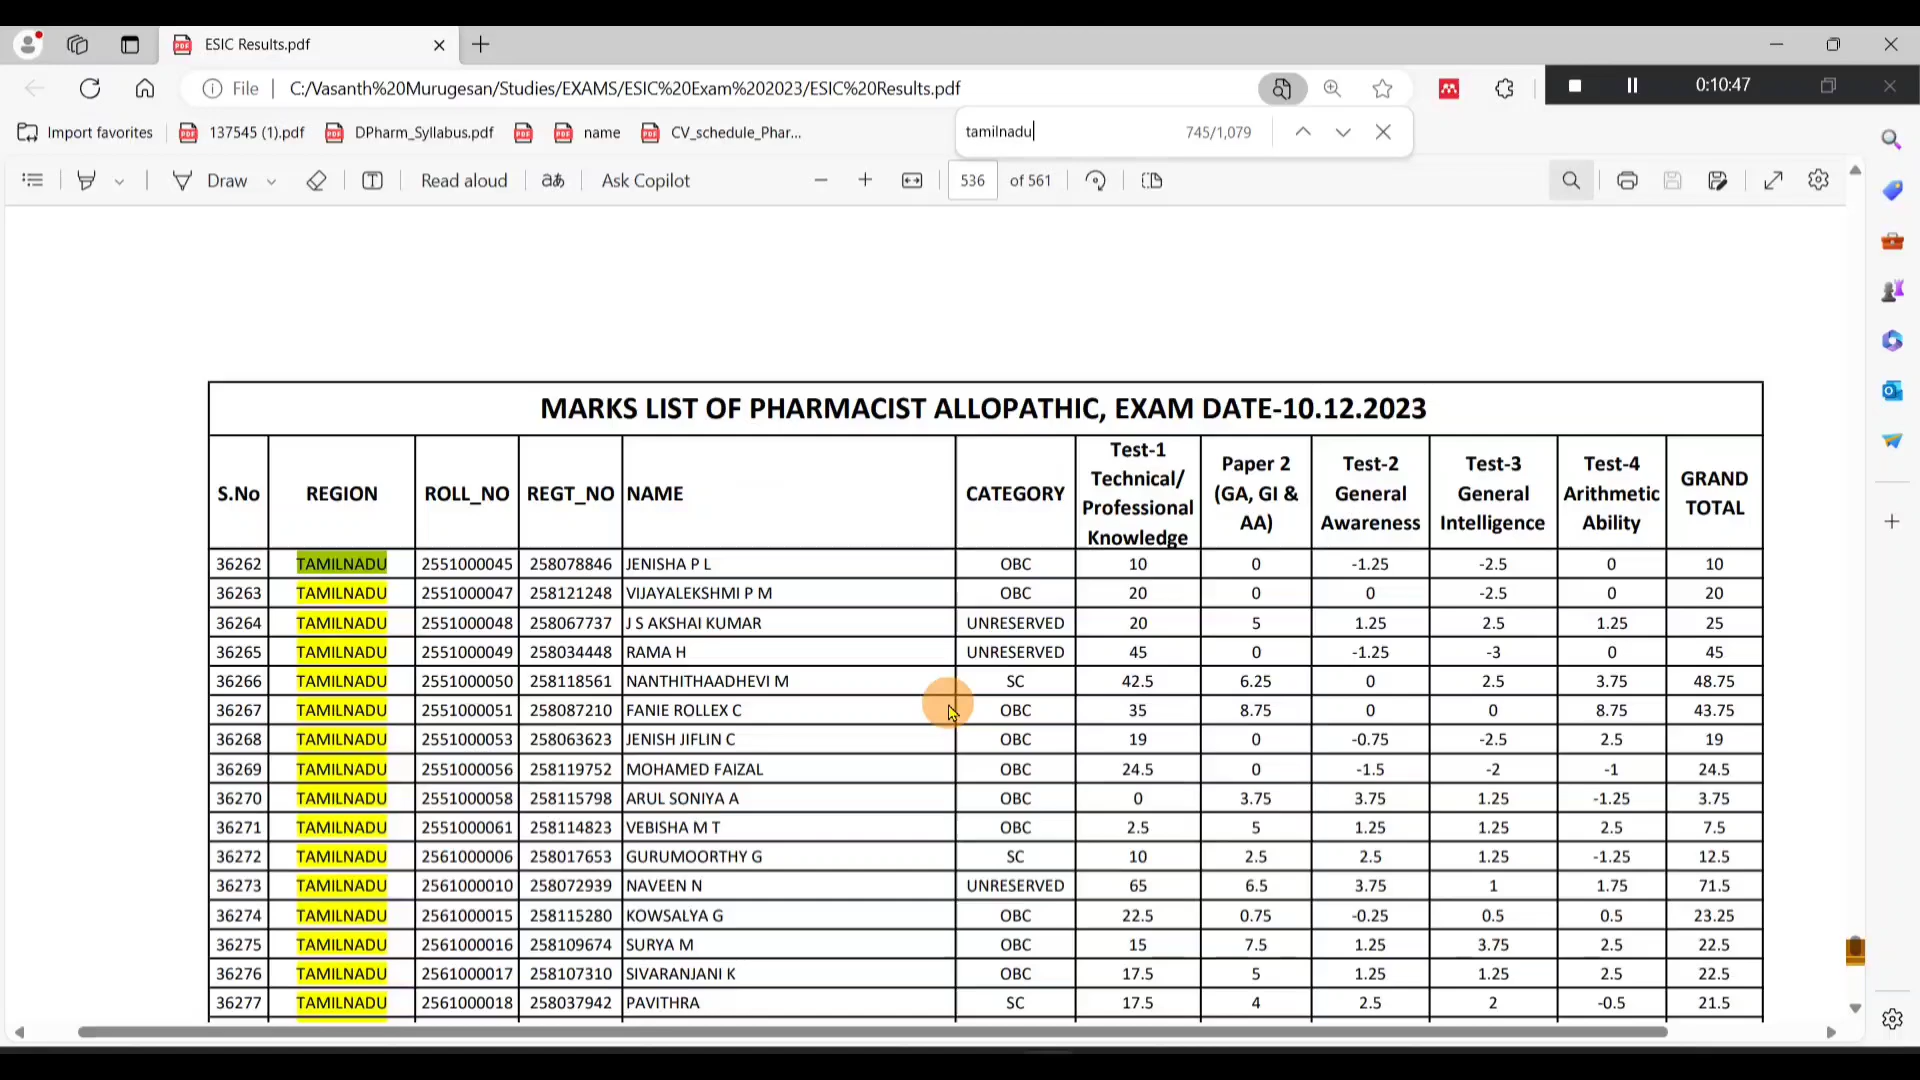 ESIC Results.pdf
File
C:/Vasanth%20Murugesan/Studies/EXAMS/ESIC%20Exam%202023/ESIC%20Results.pdf
0:10:47
Import favorites
137545 (1).pdf
DPharm_Syllabus.pdf
name
CV_schedule_Phar...
tamilnadu
745/1,079
Draw
Read aloud
Ask Copilot
536 of 561
MARKS LIST OF PHARMACIST ALLOPATHIC, EXAM DATE-10.12.2023
S.No REGION ROLL_NO REGT_NO NAME CATEGORY Test-1 Technical/ Professional Knowledge Paper 2 (GA, GI & AA) Test-2 General Awareness Test-3 General Intelligence Test-4 Arithmetic Ability GRAND TOTAL
36262 TAMILNADU 2551000045 258078846 JENISHA P L OBC 10 0 -1.25 -2.5 0 10
36263 TAMILNADU 2551000047 258121248 VIJAYALEKSHMI P M OBC 20 0 0 -2.5 0 20
36264 TAMILNADU 2551000048 258067737 J S AKSHAI KUMAR UNRESERVED 20 5 1.25 2.5 1.25 25
36265 TAMILNADU 2551000049 258034448 RAMA H UNRESERVED 45 0 -1.25 -3 0 45
36266 TAMILNADU 2551000050 258118561 NANTHITHAADHEVI M SC 42.5 6.25 0 2.5 3.75 48.75
36267 TAMILNADU 2551000051 258087210 FANIE ROLLEX C OBC 35 8.75 0 0 8.75 43.75
36268 TAMILNADU 2551000053 258063623 JENISH JIFLIN C OBC 19 0 -0.75 -2.5 2.5 19
36269 TAMILNADU 2551000056 258119752 MOHAMED FAIZAL OBC 24.5 0 -1.5 -2 -1 24.5
36270 TAMILNADU 2551000058 258115798 ARUL SONIYA A OBC 0 3.75 3.75 1.25 -1.25 3.75
36271 TAMILNADU 2551000061 258114823 VEBISHA M T OBC 2.5 5 1.25 1.25 2.5 7.5
36272 TAMILNADU 2561000006 258017653 GURUMOORTHY G SC 10 2.5 2.5 1.25 -1.25 12.5
36273 TAMILNADU 2561000010 258072939 NAVEEN N UNRESERVED 65 6.5 3.75 1 1.75 71.5
36274 TAMILNADU 2561000015 258115280 KOWSALYA G OBC 22.5 0.75 -0.25 0.5 0.5 23.25
36275 TAMILNADU 2561000016 258109674 SURYA M OBC 15 7.5 1.25 3.75 2.5 22.5
36276 TAMILNADU 2561000017 258107310 SIVARANJANI K OBC 17.5 5 1.25 1.25 2.5 22.5
36277 TAMILNADU 2561000018 258037942 PAVITHRA SC 17.5 4 2.5 2 -0.5 21.5